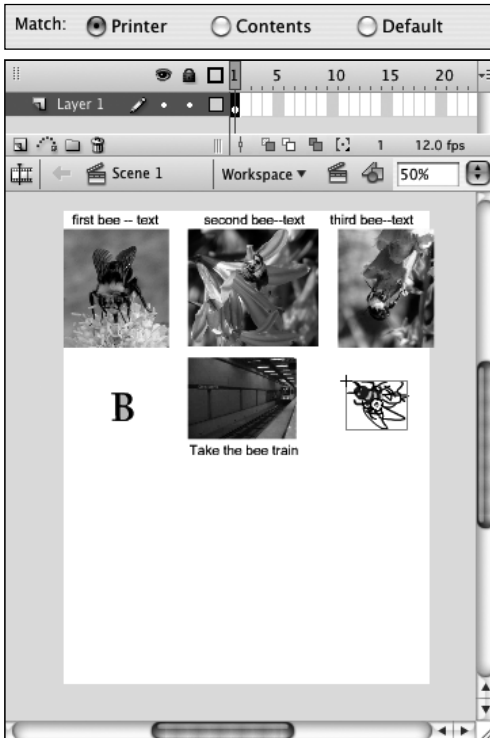 Match: Printer Contents Default
1 5 10 15 20
Layer 1
1 12.0 fps
Scene 1 Workspace 50%
first bee -- text second bee--text third bee--text
B
Take the bee train